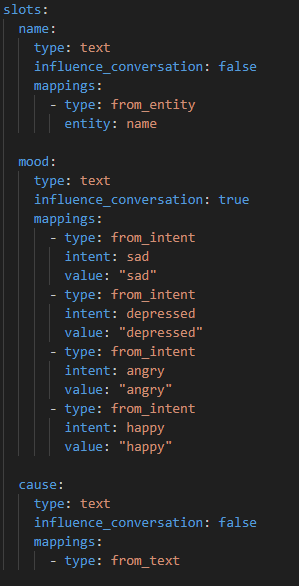 slots:
  name:
    type: text
    influence_conversation: false
    mappings:
      - type: from_entity
        entity: name

  mood:
    type: text
    influence_conversation: true
    mappings:
      - type: from_intent
        intent: sad
        value: "sad"
      - type: from_intent
        intent: depressed
        value: "depressed"
      - type: from_intent
        intent: angry
        value: "angry"
      - type: from_intent
        intent: happy
        value: "happy"

  cause:
    type: text
    influence_conversation: false
    mappings:
      - type: from_text